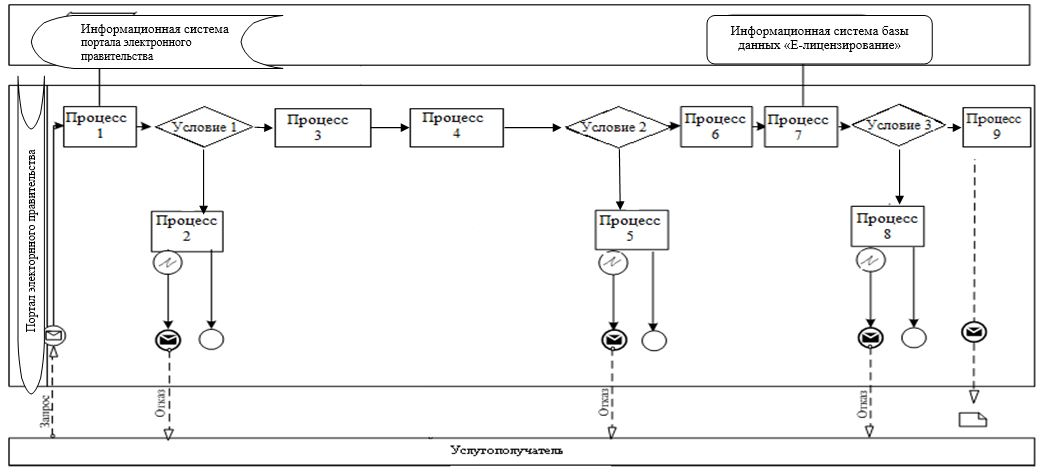 Информационная система
портала электронного
правительства
Информационная система базы
данных «Е-лицензирование»
Портал электорнного правительства
Процесс
1
Условие 1
Процесс
3
Процесс
4
Условие 2
Процесс
6
Процесс
7
Условие 3
Процесс
9
Процесс
2
Процесс
5
Процесс
8
Запрос
Отказ
Отказ
Отказ
Услугополучатель